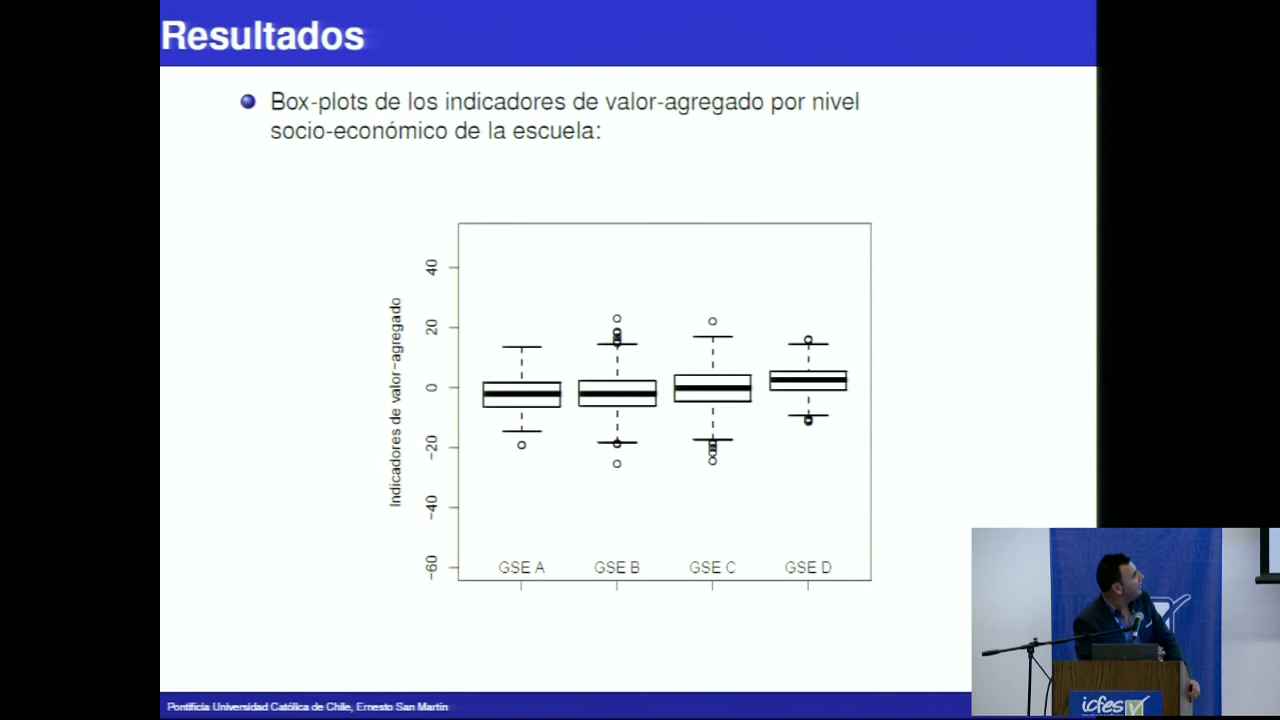 Resultados
Box-plots de los indicadores de valor-agregado por nivel
socio-económico de la escuela:
Indicadores de valor-agregado
40
20
0
-20
-40
-60
GSE A
GSE B
GSE C
GSE D
Pontificia Universidad Católica de Chile, Ernesto San Martín
icfes